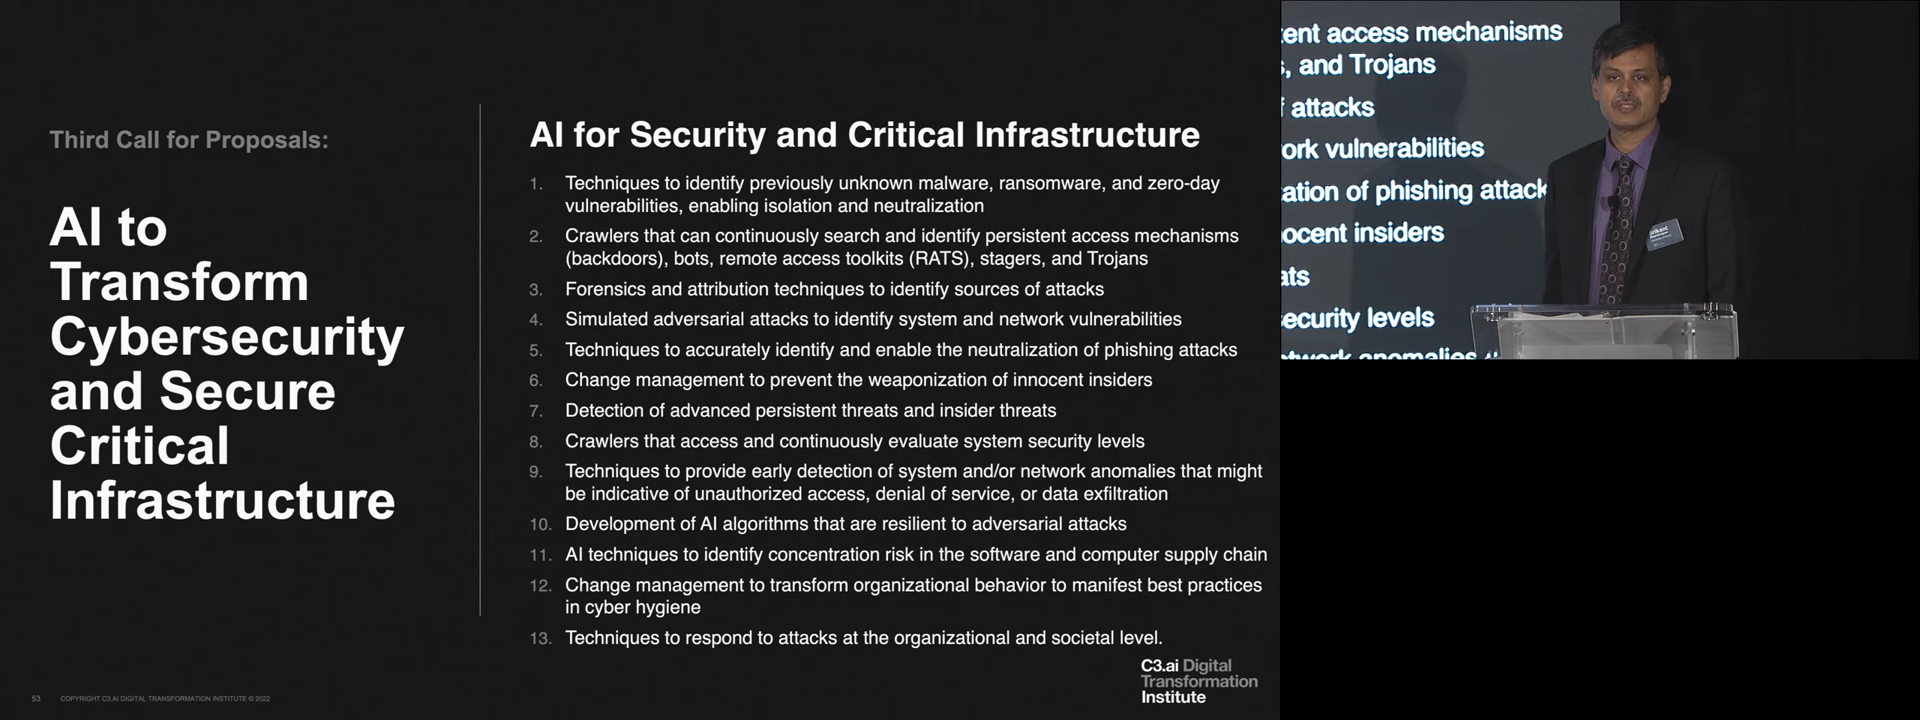 Third Call for Proposals:
AI to
Transform
Cybersecurity
and Secure
Critical
Infrastructure
AI for Security and Critical Infrastructure
1. Techniques to identify previously unknown malware, ransomware, and zero-day
vulnerabilities, enabling isolation and neutralization
2. Crawlers that can continuously search and identify persistent access mechanisms
(backdoors), bots, remote access toolkits (RATS), stagers, and Trojans
3. Forensics and attribution techniques to identify sources of attacks
4. Simulated adversarial attacks to identify system and network vulnerabilities
5. Techniques to accurately identify and enable the neutralization of phishing attacks
6. Change management to prevent the weaponization of innocent insiders
7. Detection of advanced persistent threats and insider threats
8. Crawlers that access and continuously evaluate system security levels
9. Techniques to provide early detection of system and/or network anomalies that might
be indicative of unauthorized access, denial of service, or data exfiltration
10. Development of AI algorithms that are resilient to adversarial attacks
11. AI techniques to identify concentration risk in the software and computer supply chain
12. Change management to transform organizational behavior to manifest best practices
in cyber hygiene
13. Techniques to respond to attacks at the organizational and societal level.
C3.ai Digital
Transformation
Institute
53 COPYRIGHT C3.AI DIGITAL TRANSFORMATION INSTITUTE © 2022
tent access mechanisms
s, and Trojans
f attacks
ork vulnerabilities
ation of phishing attack
ocent insiders
ats
ecurity levels
twork anomalies